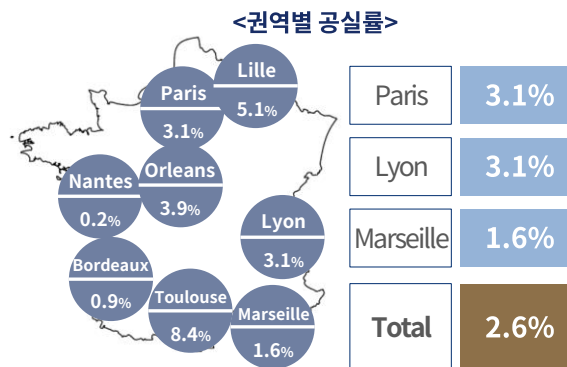 <권역별 공실률>
Lille
5.1%
Paris
3.1%
Orleans
3.9%
Nantes
0.2%
Lyon
3.1%
Bordeaux
0.9%
Toulouse
8.4%
Marseille
1.6%
Paris 3.1%
Lyon 3.1%
Marseille 1.6%
Total 2.6%